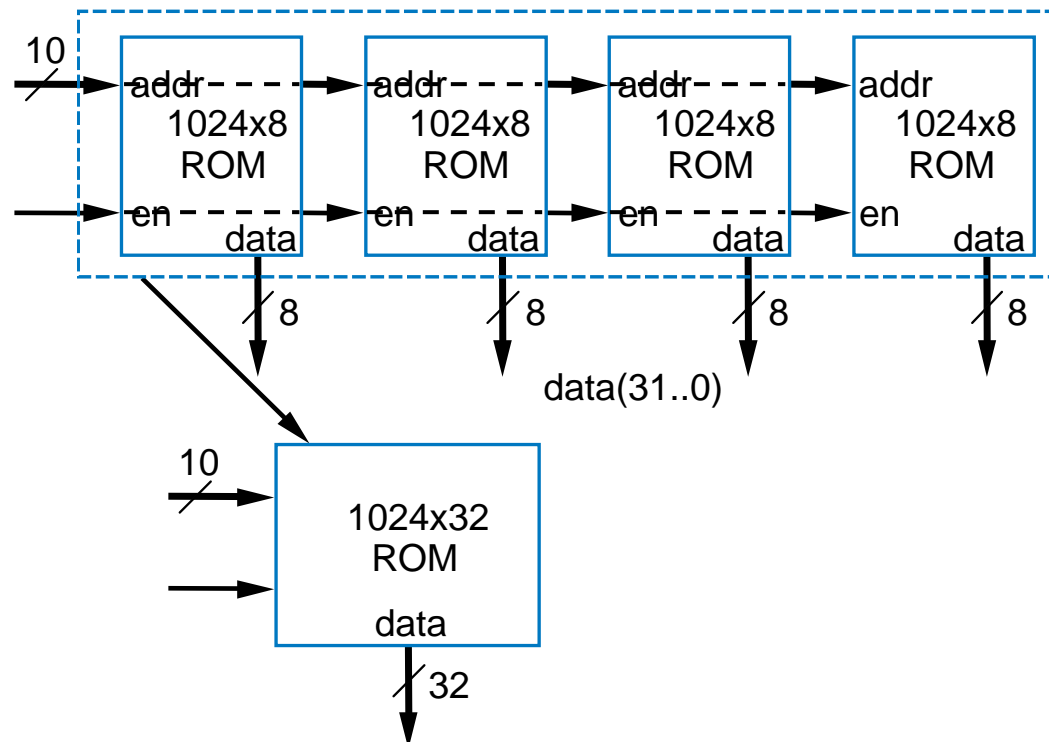 10
addr addr addr addr
1024x8 1024x8 1024x8 1024x8
ROM ROM ROM ROM
en en en en
data data data data
8 8 8 8
data(31..0)
10
1024x32
ROM
data
32